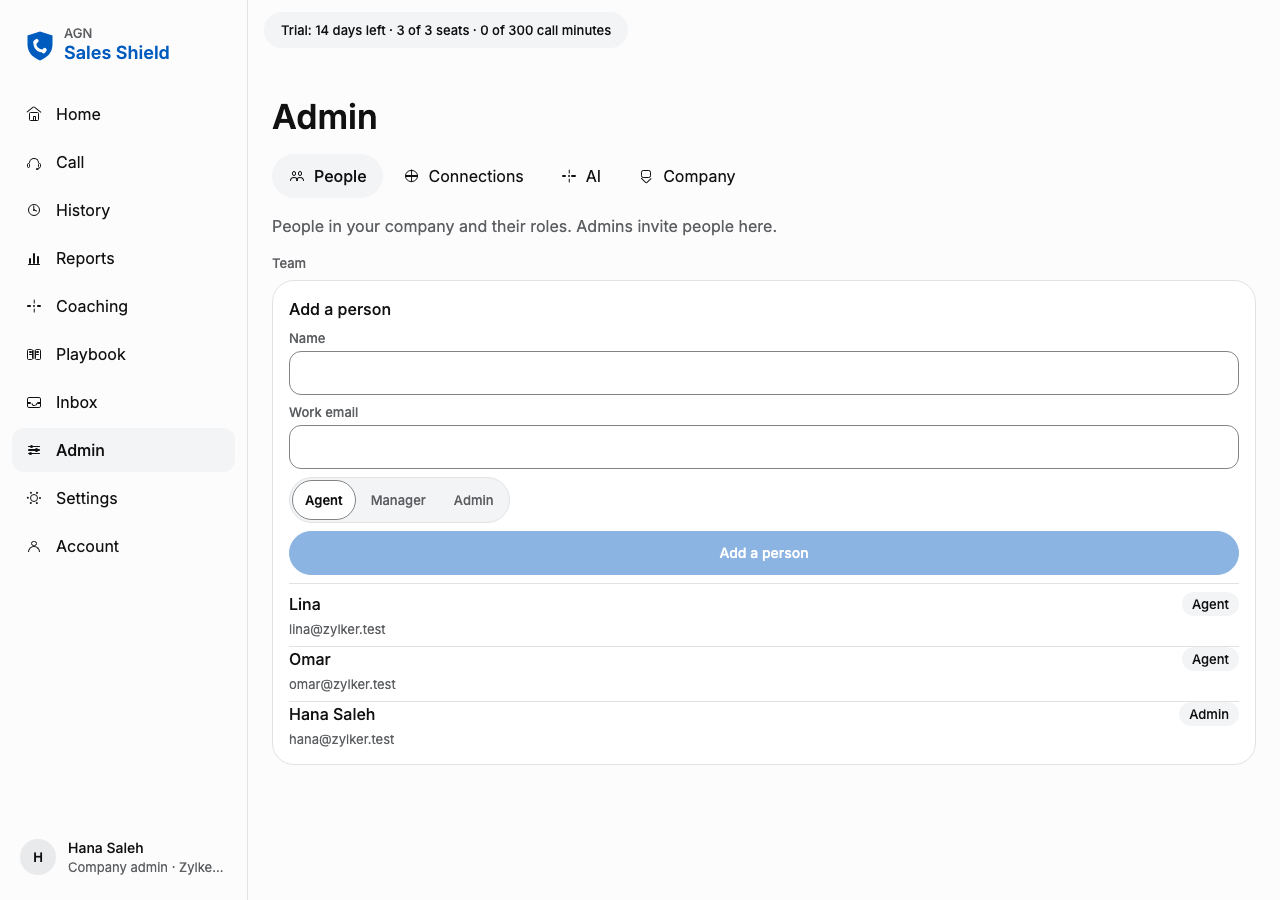 AGN
Sales Shield
Home
Call
History
Reports
Coaching
Playbook
Inbox
Admin
Settings
Account
Hana Saleh
Company admin · Zylke...
Trial: 14 days left · 3 of 3 seats · 0 of 300 call minutes
Admin
People
Connections
AI
Company
People in your company and their roles. Admins invite people here.
Team
Add a person
Name
Work email
Agent
Manager
Admin
Add a person
Lina
Agent
lina@zylker.test
Omar
Agent
omar@zylker.test
Hana Saleh
Admin
hana@zylker.test
H